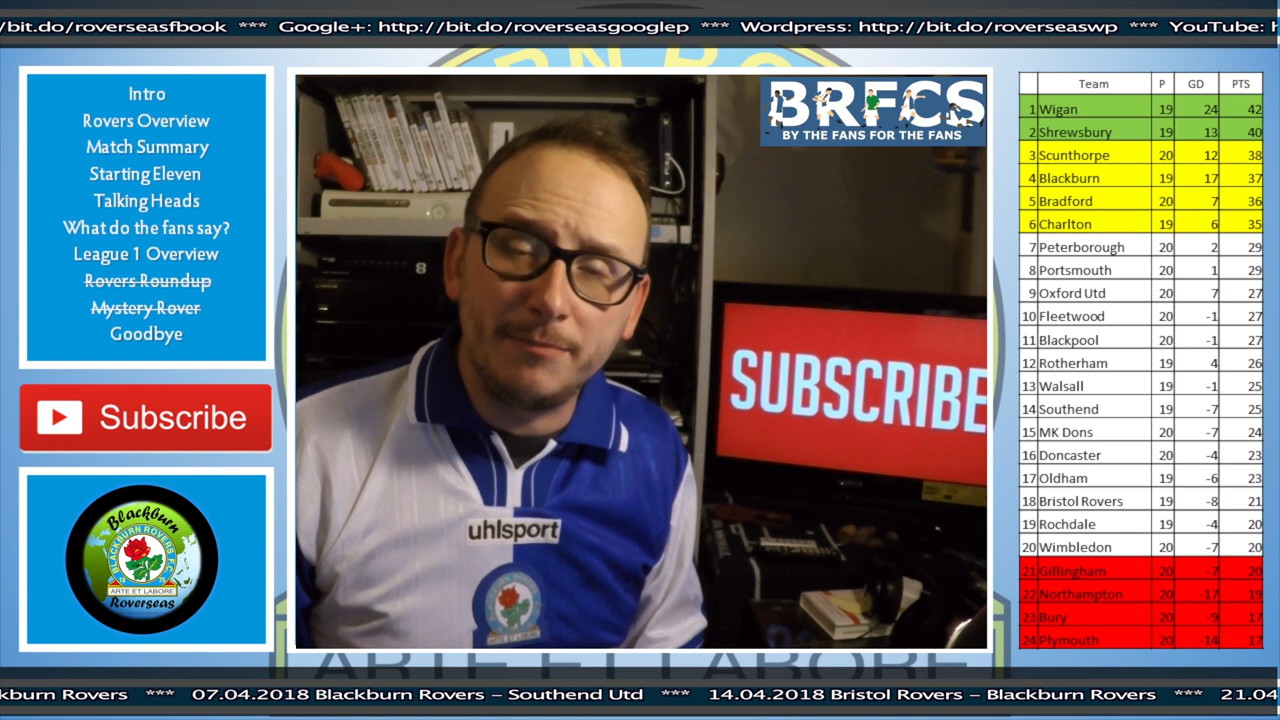 /bit.do/roverseasfbook *** Google+: http://bit.do/roverseasgooglep *** Wordpress: http://bit.do/roverseaswp *** YouTube:
Intro
Rovers Overview
Match Summary
Starting Eleven
Talking Heads
What do the fans say?
League 1 Overview
Rovers Roundup
Mystery Rover
Goodbye
Subscribe
Blackburn
BLACKBURN ROVERS F.C.
1875
ARTE ET LABORE
Roverseas
BRFCS
BY THE FANS FOR THE FANS
SUBSCRIBE
uhlsport
ARTE ET LABORE
Team P GD PTS
1 Wigan 19 24 42
2 Shrewsbury 19 13 40
3 Scunthorpe 20 12 38
4 Blackburn 19 17 37
5 Bradford 20 7 36
6 Charlton 19 6 35
7 Peterborough 20 2 29
8 Portsmouth 20 1 29
9 Oxford Utd 20 7 27
10 Fleetwood 20 -1 27
11 Blackpool 20 -1 27
12 Rotherham 19 4 26
13 Walsall 19 -1 25
14 Southend 19 -7 25
15 MK Dons 20 -7 24
16 Doncaster 20 -4 23
17 Oldham 19 -6 23
18 Bristol Rovers 19 -8 21
19 Rochdale 19 -4 20
20 Wimbledon 20 -7 20
21 Gillingham 20 -7 20
22 Northampton 20 -17 19
23 Bury 20 -9 17
24 Plymouth 20 -14 17
ARTE ET LABORE
kburn Rovers *** 07.04.2018 Blackburn Rovers – Southend Utd *** 14.04.2018 Bristol Rovers – Blackburn Rovers *** 21.04